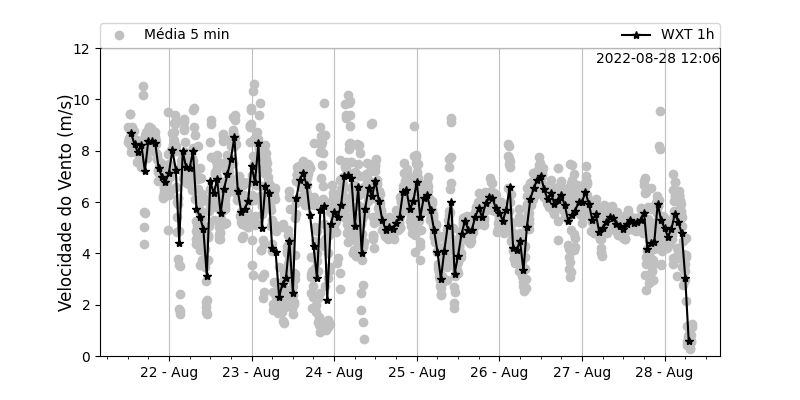 Média 5 min
WXT 1h
2022-08-28 12:06
Velocidade do Vento (m/s)
12
10
8
6
4
2
0
22 - Aug
23 - Aug
24 - Aug
25 - Aug
26 - Aug
27 - Aug
28 - Aug